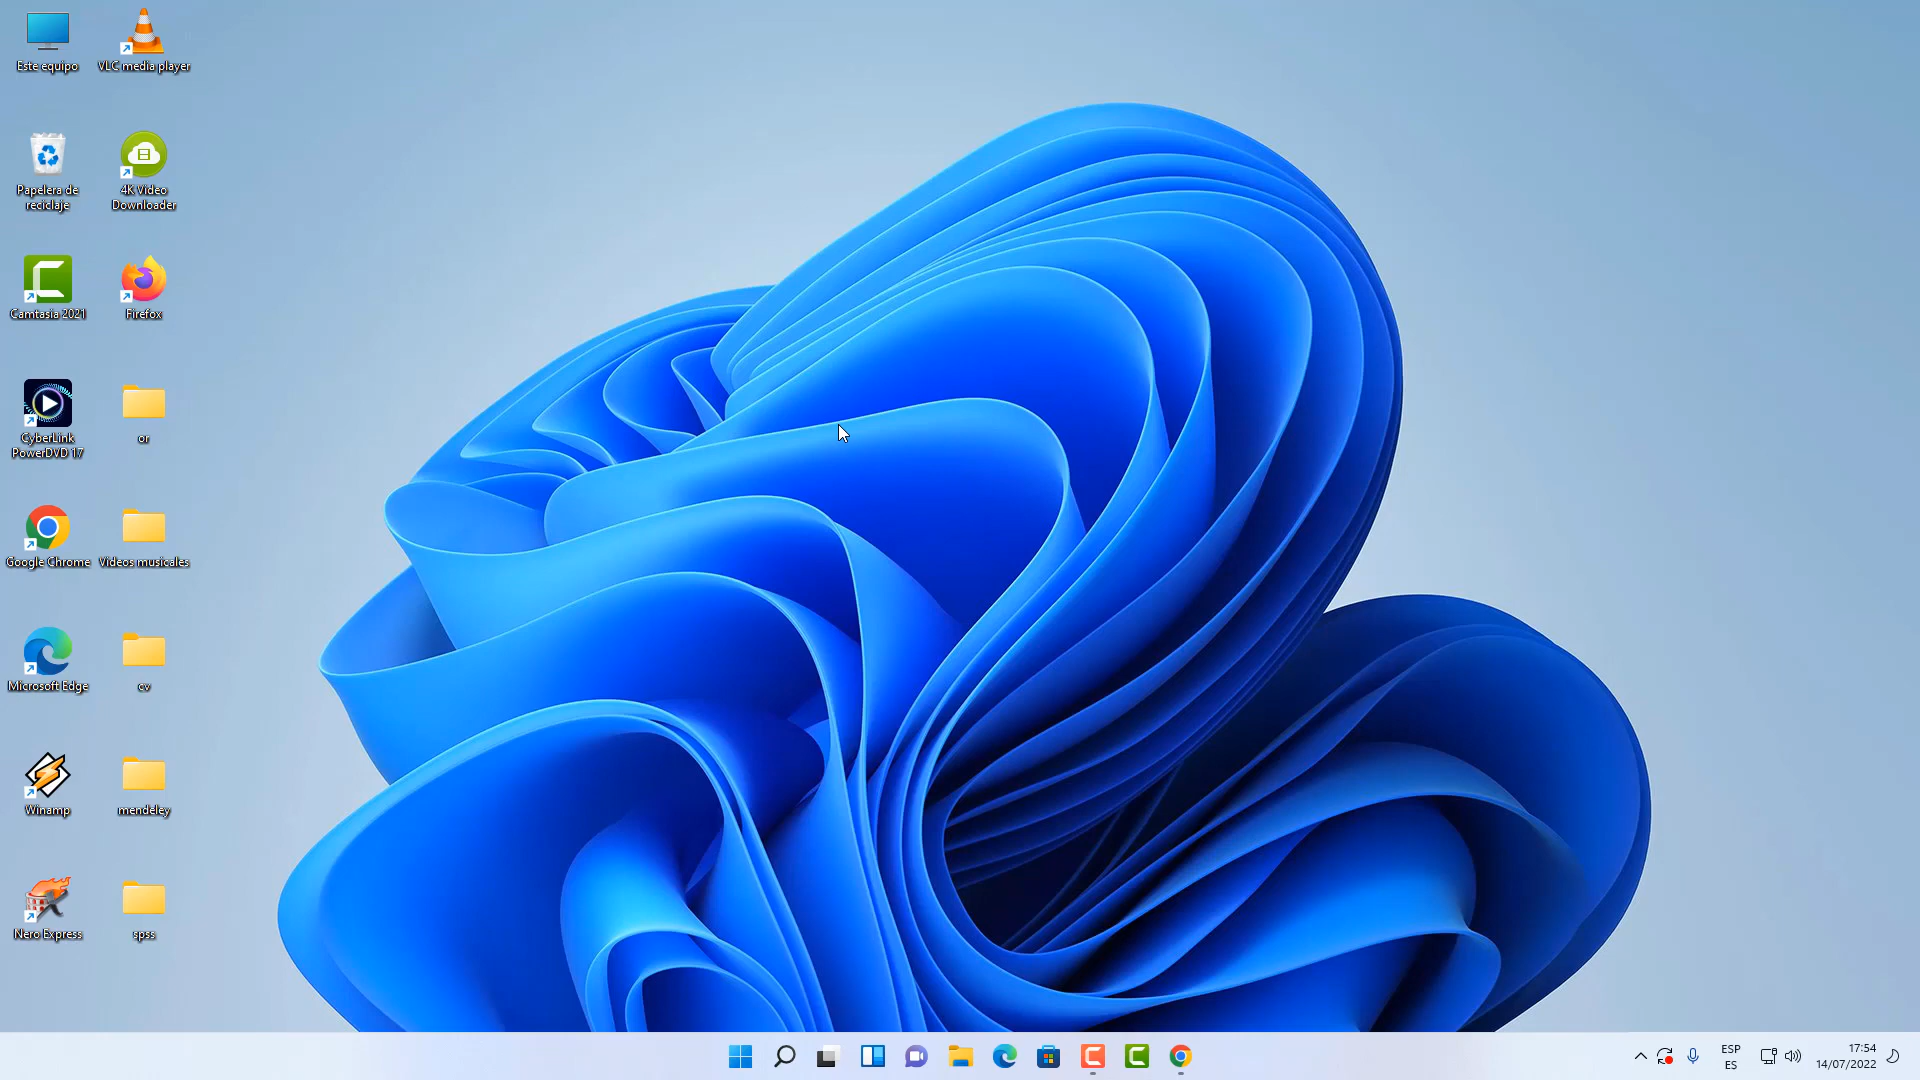 Este equipo
VLC media player
Papelera de
reciclaje
4K Video
Downloader
Camtasia 2021
Firefox
CyberLink
PowerDVD 17
or
Google Chrome
Videos musicales
Microsoft Edge
cv
Winamp
mendeley
Nero Express
spss
ESP
ES
17:54
14/07/2022